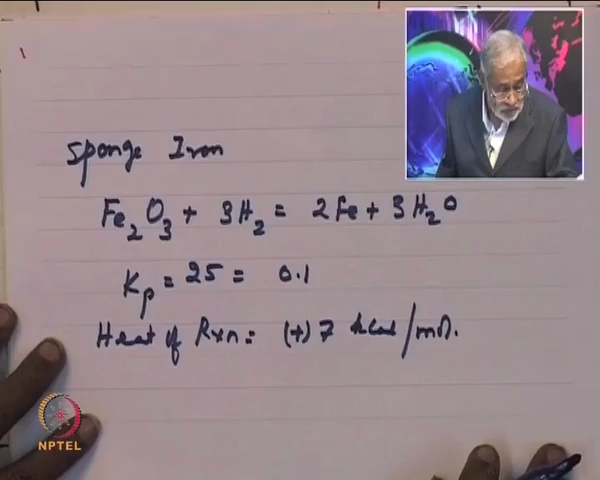 Sponge Iron
Fe₂O₃ + 3H₂ = 2Fe + 3H₂O
Kp = 25 = 0.1
Heat of Rxn = (+) 7 kcal/mol.
NPTEL